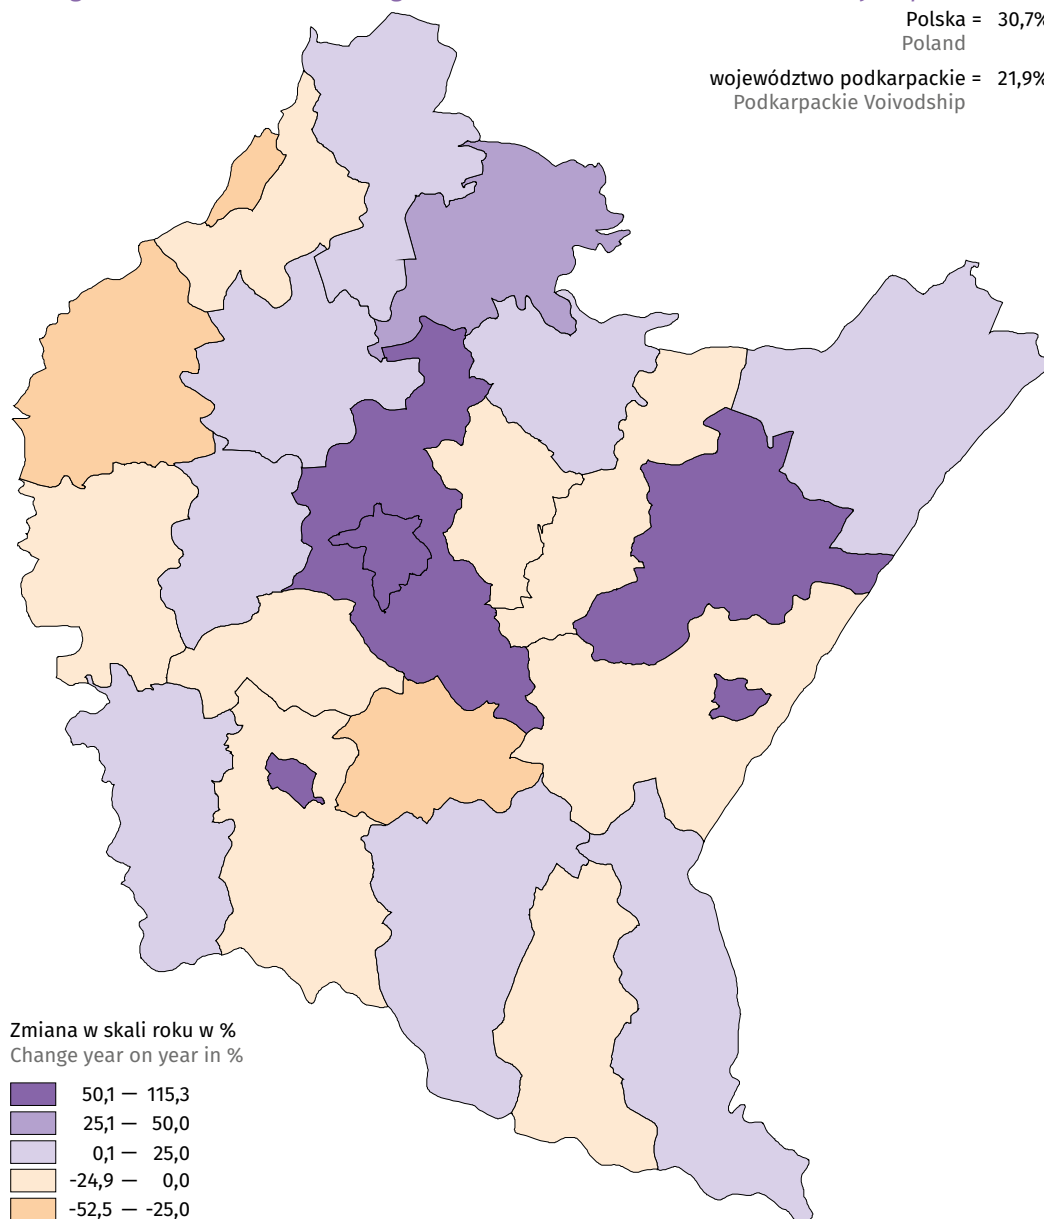 Polska = 30,7%
Poland
województwo podkarpackie = 21,9%
Podkarpackie Voivodship
Zmiana w skali roku w %
Change year on year in %
50,1 — 115,3
25,1 — 50,0
0,1 — 25,0
-24,9 — 0,0
-52,5 — -25,0